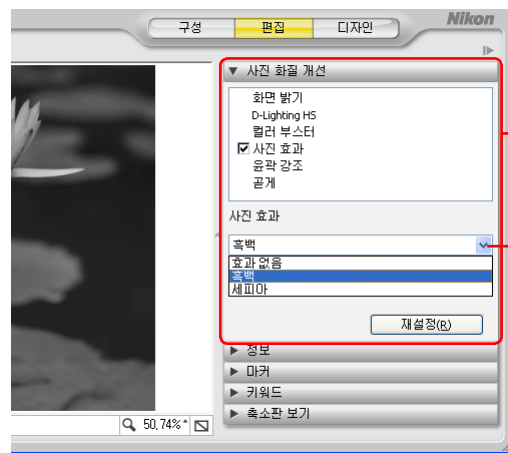 구성 편집 디자인 Nikon
▼ 사진 화질 개선
화면 밝기
D-Lighting HS
컬러 부스터
사진 효과
윤곽 강조
곧게
사진 효과
흑백
효과 없음
흑백
세피아
재설정(R)
▶ 정보
▶ 마커
▶ 키워드
▶ 축소판 보기
50,74%